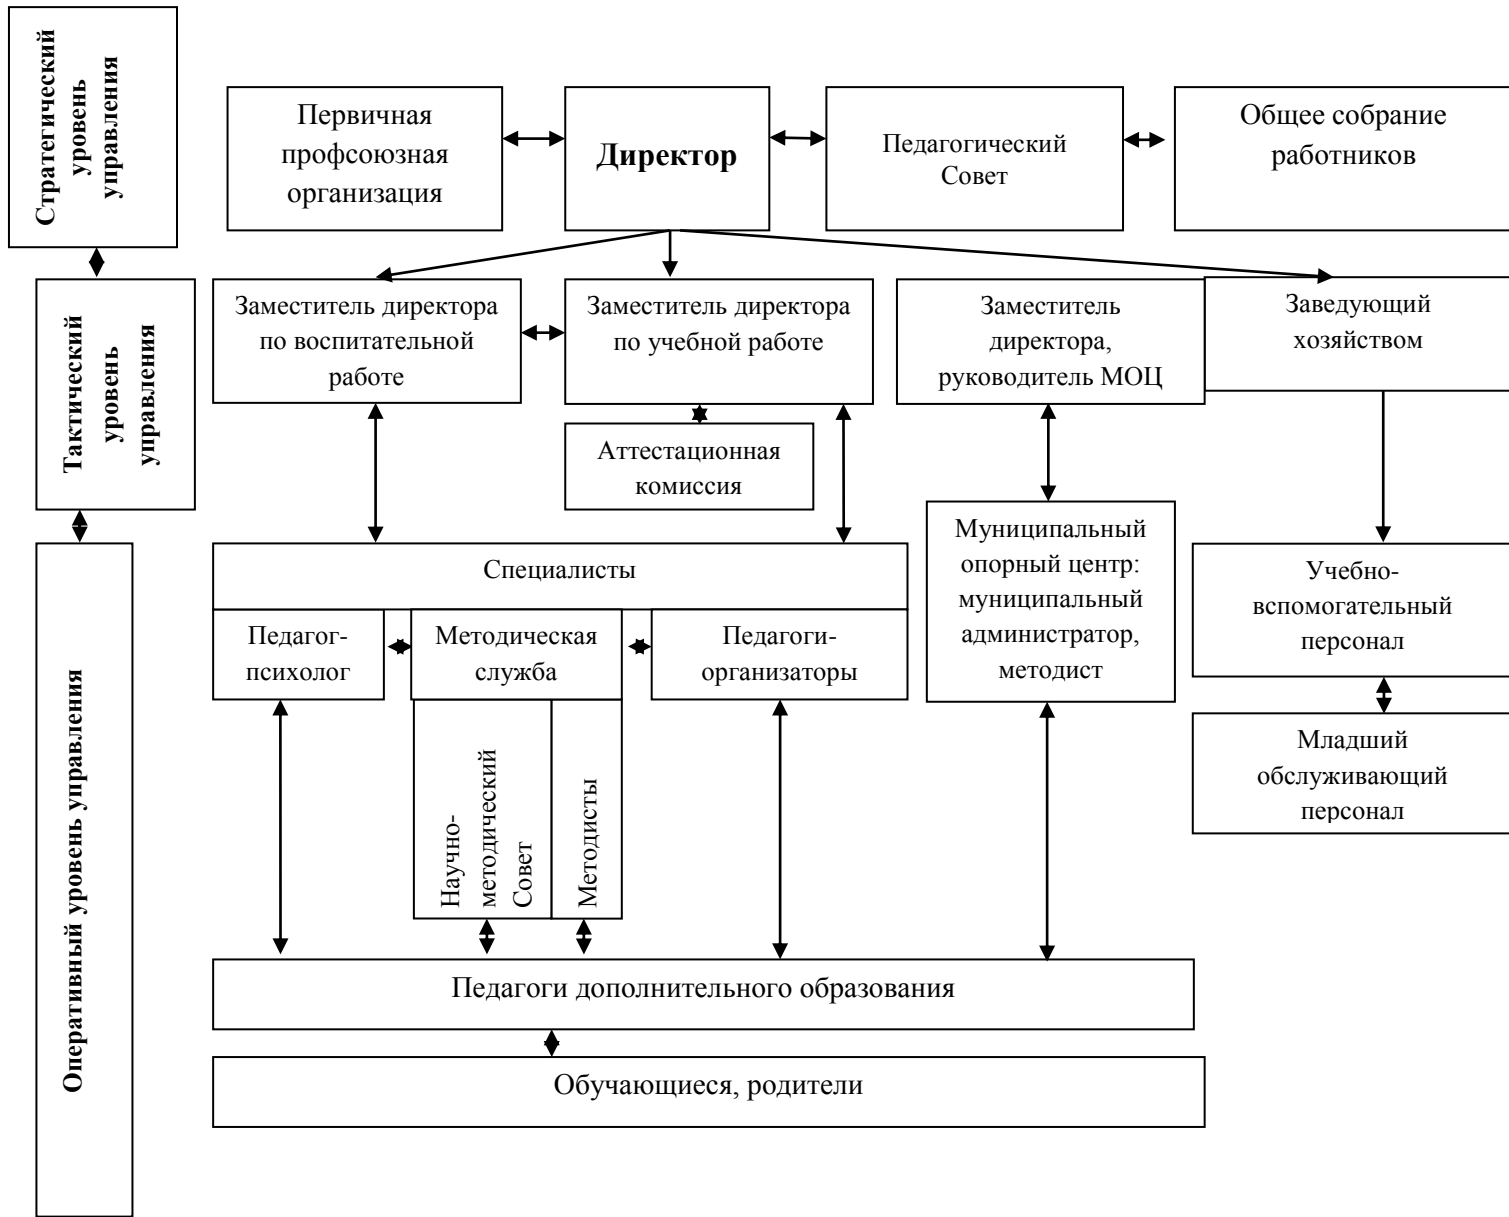 Стратегический
уровень
управления
Первичная
профсоюзная
организация
Директор
Педагогический
Совет
Общее собрание
работников
Тактический
уровень
управления
Заместитель директора
по воспитательной
работе
Заместитель директора
по учебной работе
Заместитель
директора,
руководитель МОЦ
Заведующий
хозяйством
Аттестационная
комиссия
Оперативный уровень управления
Специалисты
Муниципальный
опорный центр:
муниципальный
администратор,
методист
Учебно-
вспомогательный
персонал
Педагог-
психолог
Методическая
служба
Педагоги-
организаторы
Научно-
методический
Совет
Методисты
Младший
обслуживающий
персонал
Педагоги дополнительного образования
Обучающиеся, родители